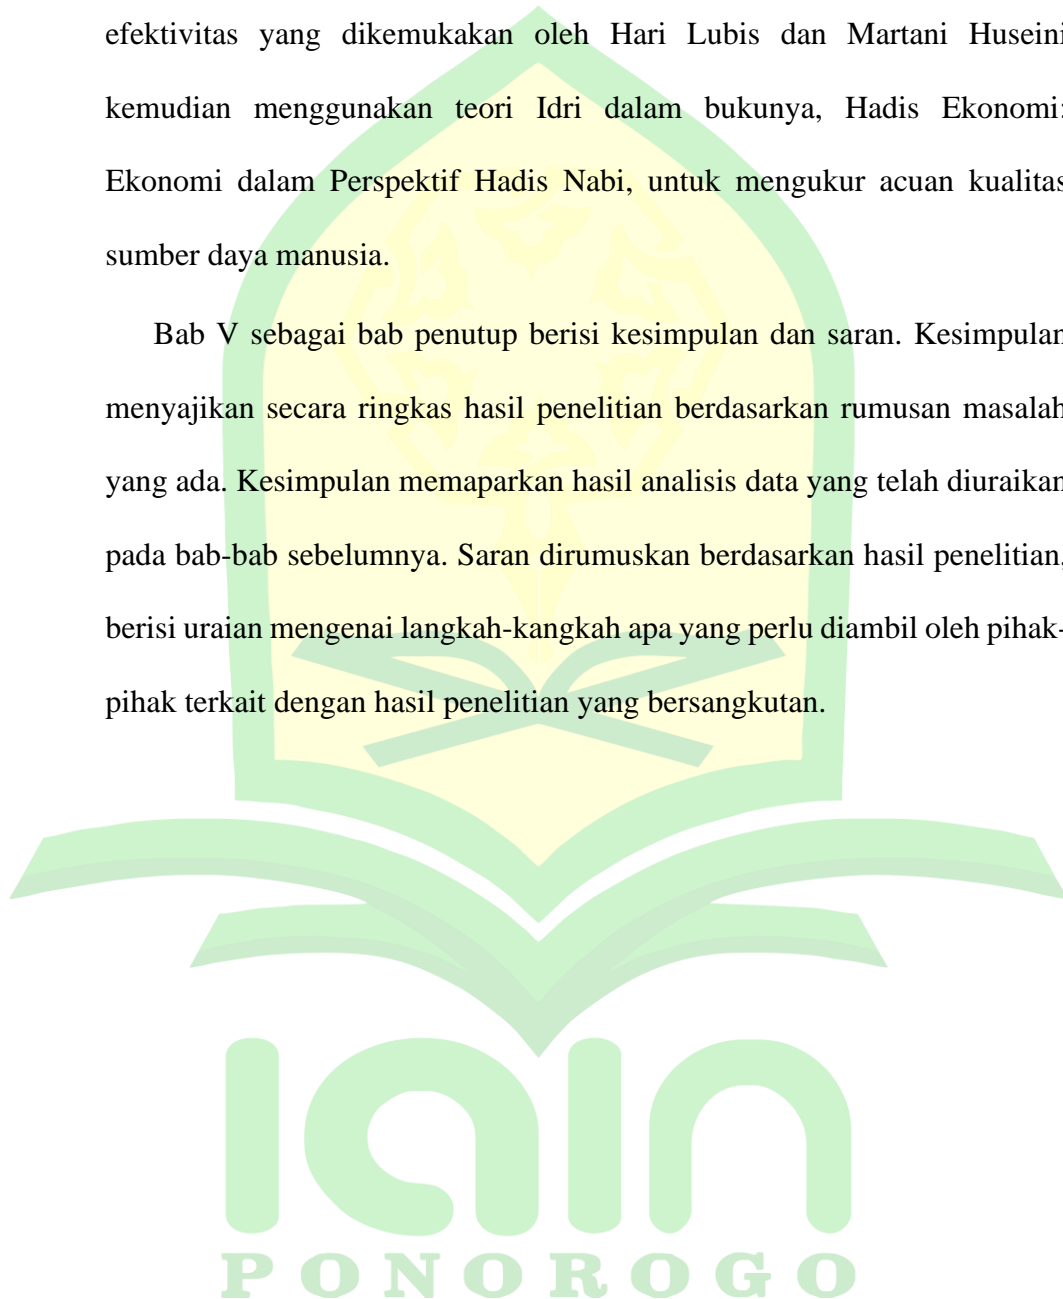 efektivitas yang dikemukakan oleh Hari Lubis dan Martani Huseini
kemudian menggunakan teori Idri dalam bukunya, Hadis Ekonomi:
Ekonomi dalam Perspektif Hadis Nabi, untuk mengukur acuan kualitas
sumber daya manusia.
Bab V sebagai bab penutup berisi kesimpulan dan saran. Kesimpulan
menyajikan secara ringkas hasil penelitian berdasarkan rumusan masalah
yang ada. Kesimpulan memaparkan hasil analisis data yang telah diuraikan
pada bab-bab sebelumnya. Saran dirumuskan berdasarkan hasil penelitian,
berisi uraian mengenai langkah-kangkah apa yang perlu diambil oleh pihak-
pihak terkait dengan hasil penelitian yang bersangkutan.
IAIN
PONOROGO